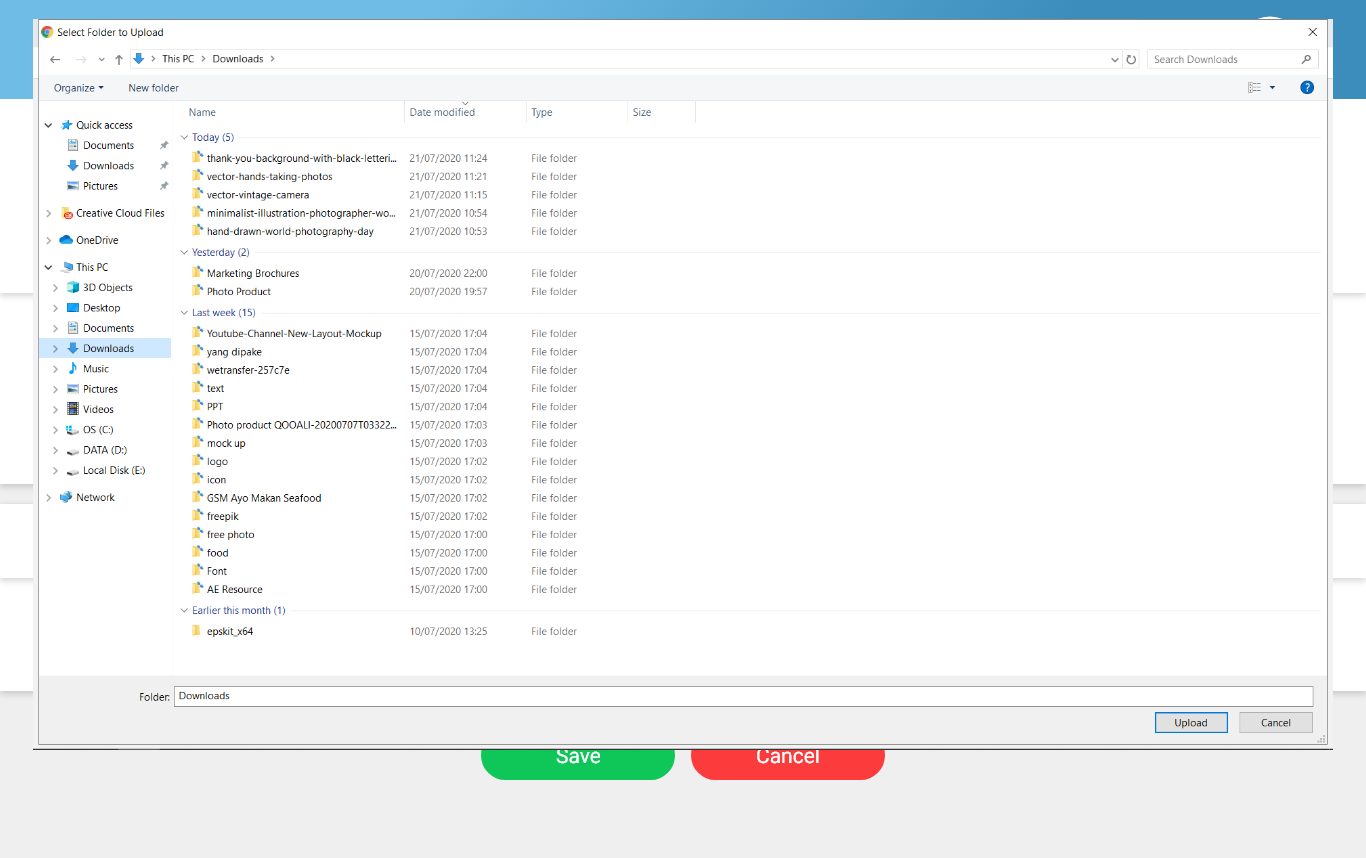 Select Folder to Upload
This PC Downloads
Search Downloads
Organize New folder
Name Date modified Type Size
Quick access
Documents
Downloads
Pictures
Creative Cloud Files
OneDrive
This PC
3D Objects
Desktop
Documents
Downloads
Music
Pictures
Videos
OS (C:)
DATA (D:)
Local Disk (E:)
Network
Today (5)
thank-you-background-with-black-letteri... 21/07/2020 11:24 File folder
vector-hands-taking-photos 21/07/2020 11:21 File folder
vector-vintage-camera 21/07/2020 11:15 File folder
minimalist-illustration-photographer-wo... 21/07/2020 10:54 File folder
hand-drawn-world-photography-day 21/07/2020 10:53 File folder
Yesterday (2)
Marketing Brochures 20/07/2020 22:00 File folder
Photo Product 20/07/2020 19:57 File folder
Last week (15)
Youtube-Channel-New-Layout-Mockup 15/07/2020 17:04 File folder
yang dipake 15/07/2020 17:04 File folder
wetransfer-257c7e 15/07/2020 17:04 File folder
text 15/07/2020 17:04 File folder
PPT 15/07/2020 17:04 File folder
Photo product QOOALI-20200707T03322... 15/07/2020 17:03 File folder
mock up 15/07/2020 17:03 File folder
logo 15/07/2020 17:02 File folder
icon 15/07/2020 17:02 File folder
GSM Ayo Makan Seafood 15/07/2020 17:02 File folder
freepik 15/07/2020 17:02 File folder
free photo 15/07/2020 17:00 File folder
food 15/07/2020 17:00 File folder
Font 15/07/2020 17:00 File folder
AE Resource 15/07/2020 17:00 File folder
Earlier this month (1)
epskit_x64 10/07/2020 13:25 File folder
Folder: Downloads
Upload Cancel
Save Cancel